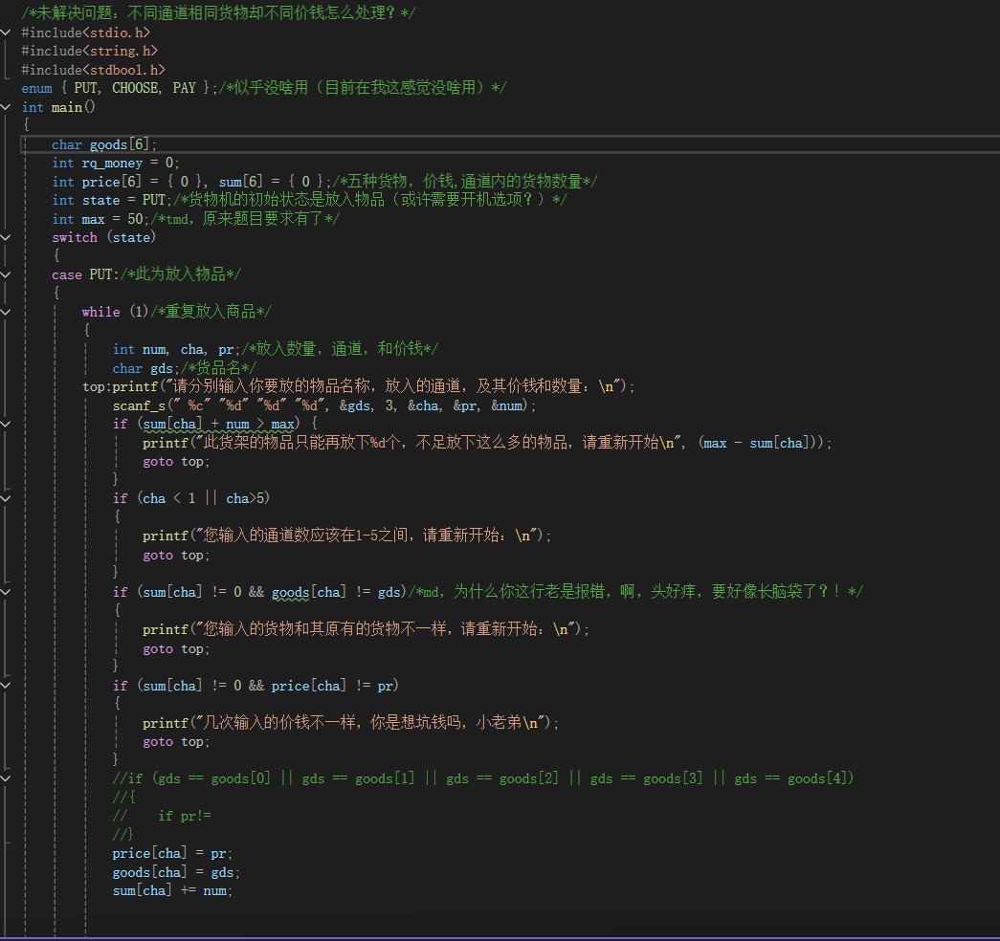 /*未解决问题：不同通道相同货物却不同价钱怎么处理？*/
#include<stdio.h>
#include<string.h>
#include<stdbool.h>
enum { PUT, CHOOSE, PAY };/*似乎没啥用（目前在我这感觉没啥用）*/
int main()
{
char goods[6];
int rq_money = 0;
int price[6] = { 0 }, sum[6] = { 0 };/*五种货物，价钱,通道内的货物数量*/
int state = PUT;/*货物机的初始状态是放入物品（或许需要开机选项？）*/
int max = 50;/*tmd，原来题目要求有了*/
switch (state)
{
case PUT:/*此为放入物品*/
{
while (1)/*重复放入商品*/
{
int num, cha, pr;/*放入数量，通道，和价钱*/
char gds;/*货品名*/
top:printf("请分别输入你要放的物品名称，放入的通道，及其价钱和数量：\n");
scanf_s(" %c" "%d" "%d" "%d", &gds, 3, &cha, &pr, &num);
if (sum[cha] + num > max) {
printf("此货架的物品只能再放下%d个，不足放下这么多的物品，请重新开始\n", (max - sum[cha]));
goto top;
}
if (cha < 1 || cha>5)
{
printf("您输入的通道数应该在1-5之间，请重新开始：\n");
goto top;
}
if (sum[cha] != 0 && goods[cha] != gds)/*md，为什么你这行老是报错，啊，头好痒，要好像长脑袋了？！*/
{
printf("您输入的货物和其原有的货物不一样，请重新开始：\n");
goto top;
}
if (sum[cha] != 0 && price[cha] != pr)
{
printf("几次输入的价钱不一样，你是想坑钱吗，小老弟\n");
goto top;
}
//if (gds == goods[0] || gds == goods[1] || gds == goods[2] || gds == goods[3] || gds == goods[4])
//{
// if pr!=
//}
price[cha] = pr;
goods[cha] = gds;
sum[cha] += num;